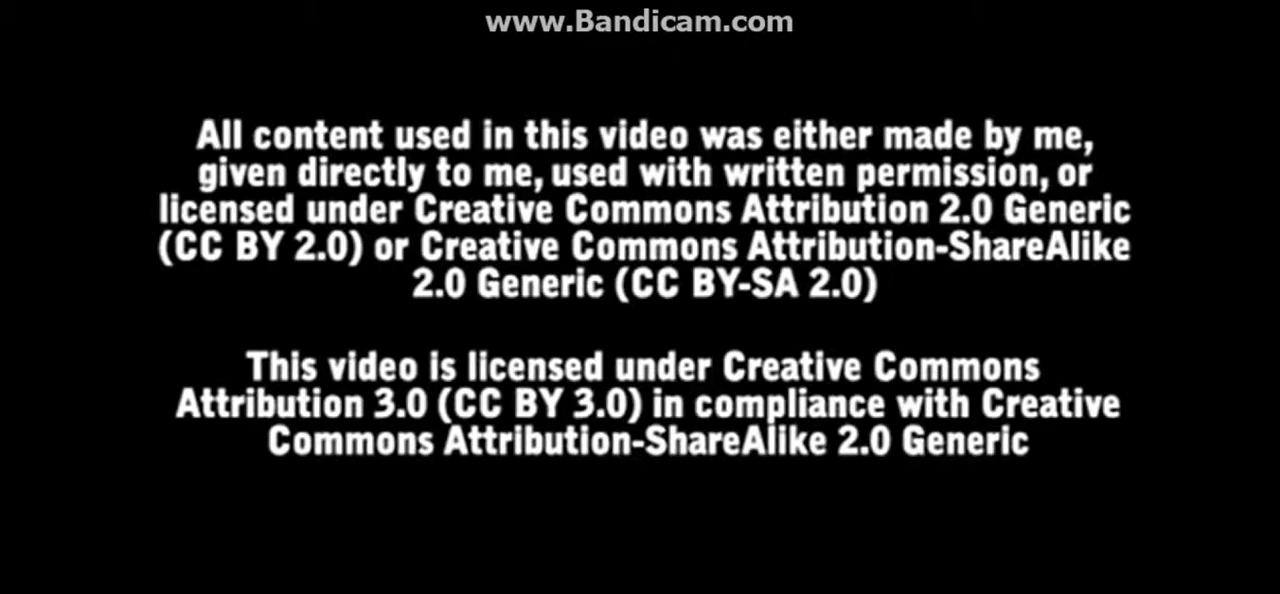 www.Bandicam.com
All content used in this video was either made by me,
given directly to me, used with written permission, or
licensed under Creative Commons Attribution 2.0 Generic
(CC BY 2.0) or Creative Commons Attribution-ShareAlike
2.0 Generic (CC BY-SA 2.0)
This video is licensed under Creative Commons
Attribution 3.0 (CC BY 3.0) in compliance with Creative
Commons Attribution-ShareAlike 2.0 Generic